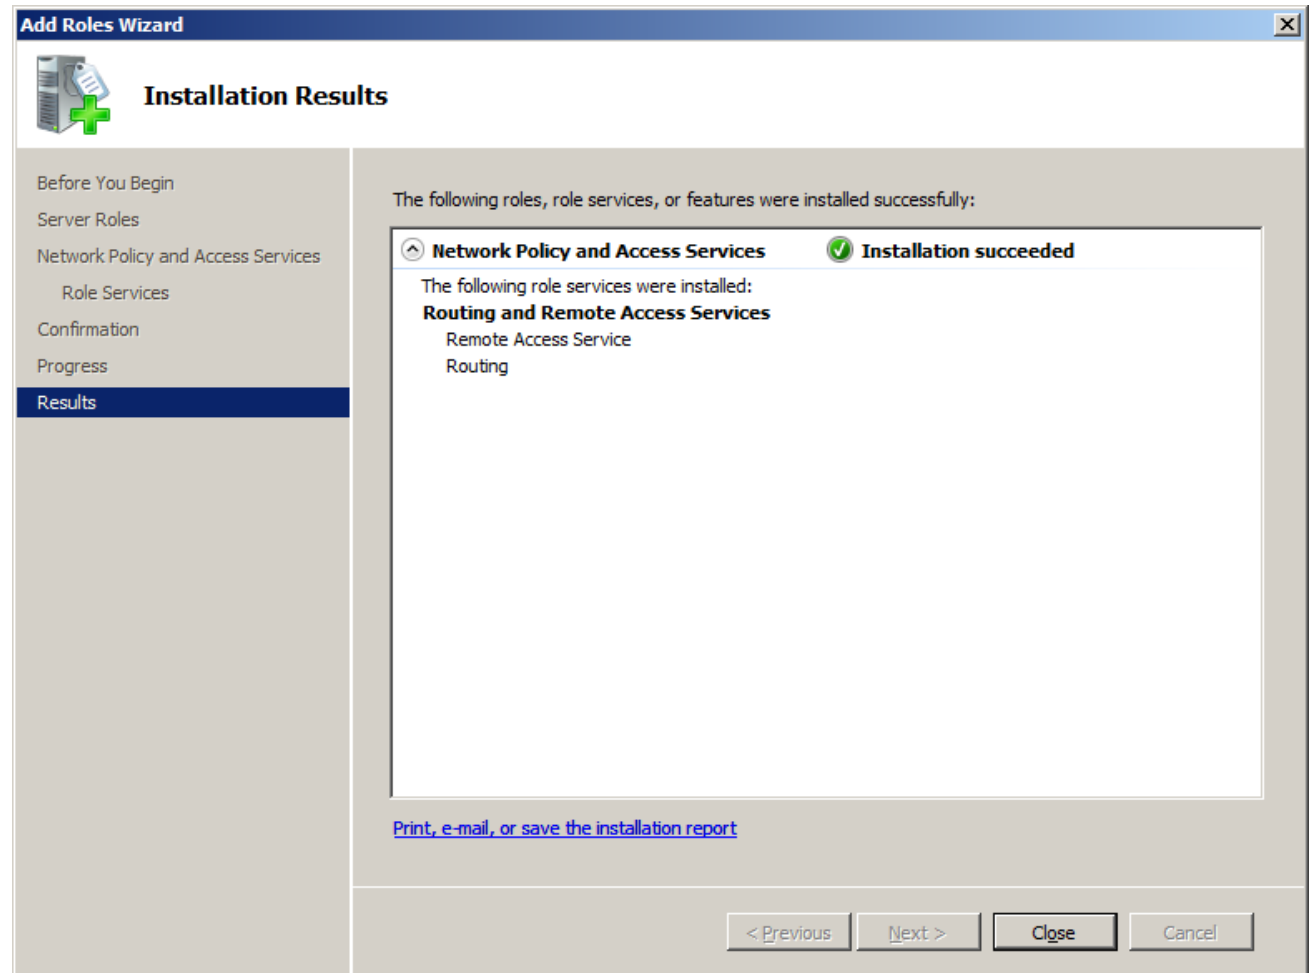 Add Roles Wizard
Installation Results
Before You Begin
Server Roles
Network Policy and Access Services
Role Services
Confirmation
Progress
Results
The following roles, role services, or features were installed successfully:
Network Policy and Access Services
Installation succeeded
The following role services were installed:
Routing and Remote Access Services
Remote Access Service
Routing
Print, e-mail, or save the installation report
< Previous
Next >
Close
Cancel